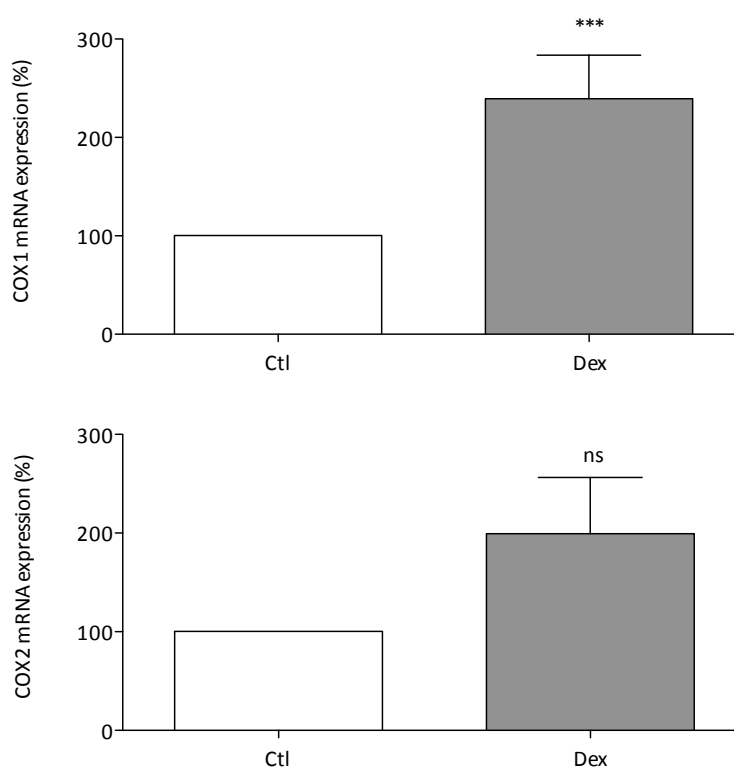 ***
300
200
100
0
COX1 mRNA expression (%)
Ctl
Dex
ns
300
200
100
0
COX2 mRNA expression (%)
Ctl
Dex